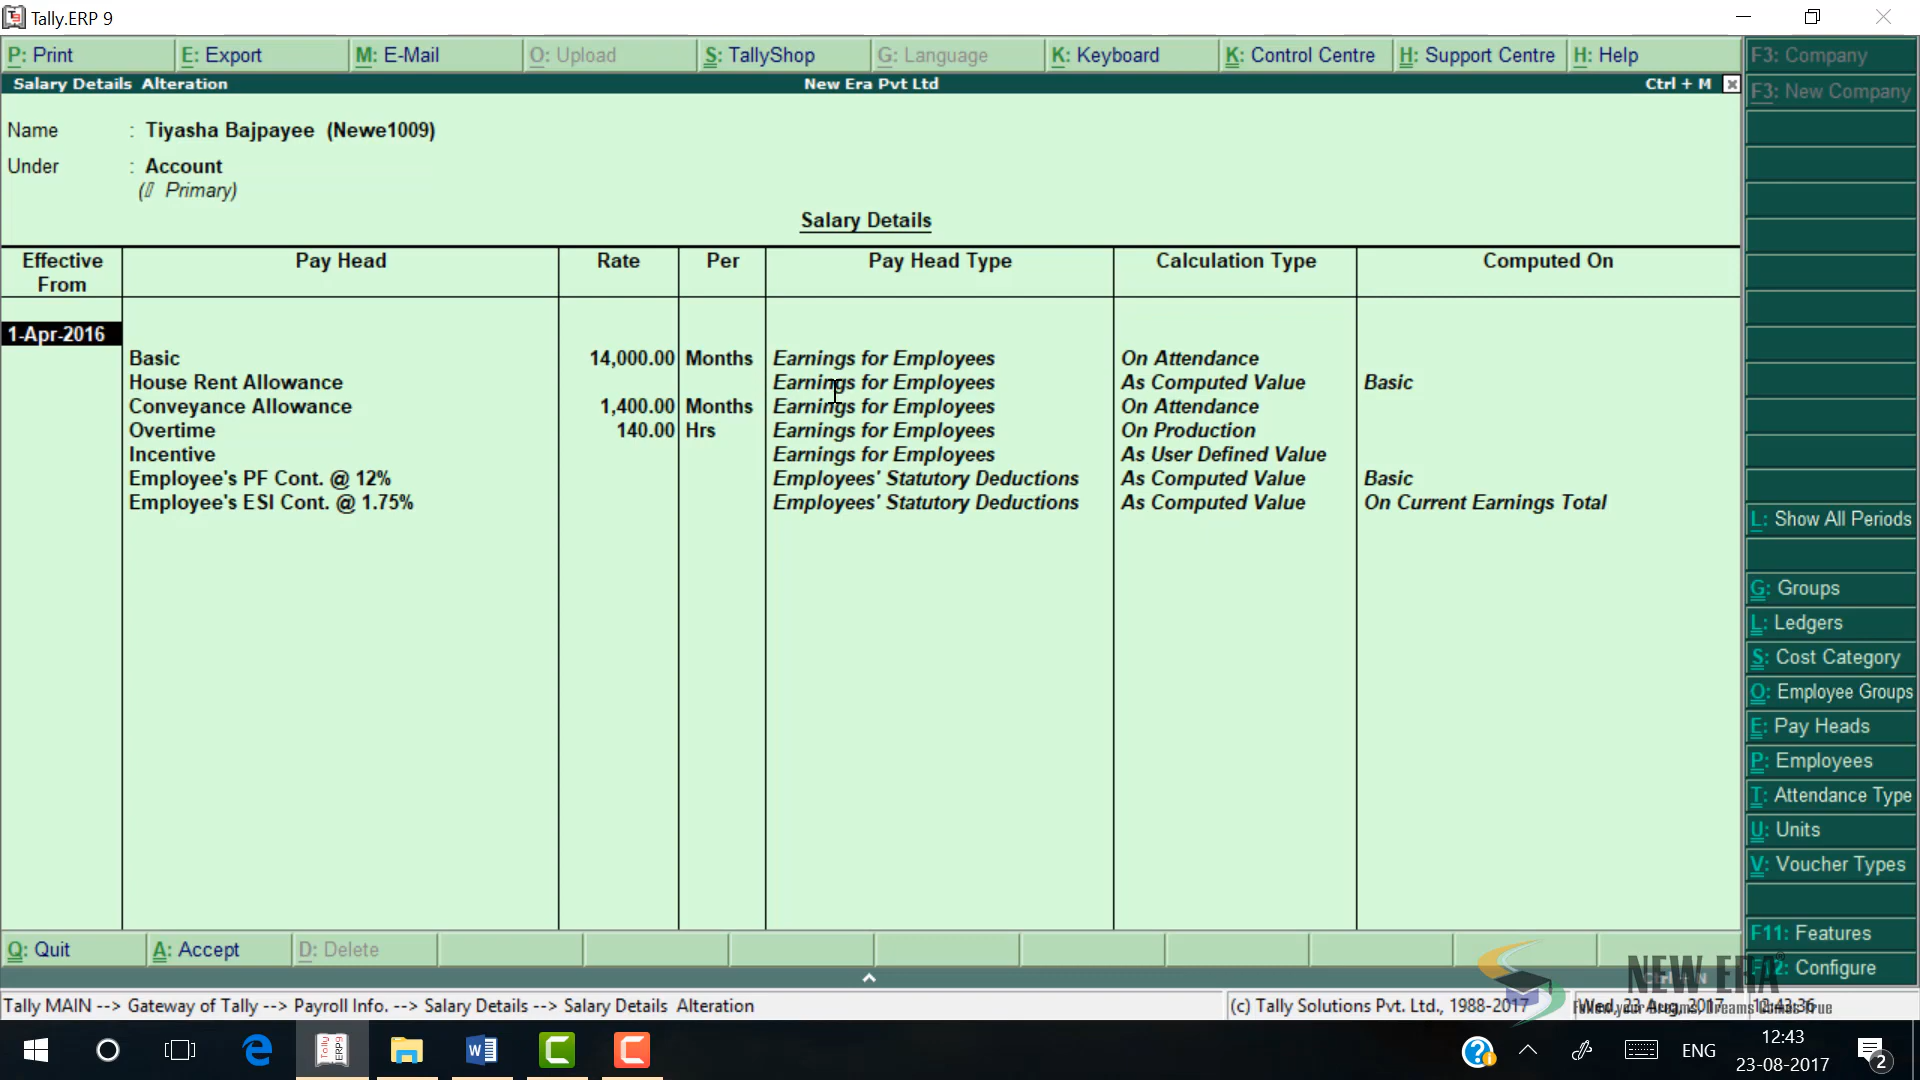 Tally.ERP 9
P: Print E: Export M: E-Mail O: Upload S: TallyShop G: Language K: Keyboard K: Control Centre H: Support Centre H: Help F3: Company
Salary Details Alteration New Era Pvt Ltd Ctrl + M F3: New Company
Name : Tiyasha Bajpayee (Newe1009)
Under : Account
( Primary)
Salary Details
Effective From Pay Head Rate Per Pay Head Type Calculation Type Computed On
1-Apr-2016
Basic 14,000.00 Months Earnings for Employees On Attendance
House Rent Allowance Earnings for Employees As Computed Value Basic
Conveyance Allowance 1,400.00 Months Earnings for Employees On Attendance
Overtime 140.00 Hrs Earnings for Employees On Production
Incentive Earnings for Employees As User Defined Value
Employee's PF Cont. @ 12% Employees' Statutory Deductions As Computed Value Basic
Employee's ESI Cont. @ 1.75% Employees' Statutory Deductions As Computed Value On Current Earnings Total
L: Show All Periods
G: Groups
L: Ledgers
S: Cost Category
O: Employee Groups
E: Pay Heads
P: Employees
T: Attendance Type
U: Units
V: Voucher Types
F11: Features
F12: Configure
Q: Quit A: Accept D: Delete
NEW ERA
Tally MAIN --> Gateway of Tally --> Payroll Info. --> Salary Details --> Salary Details Alteration (c) Tally Solutions Pvt. Ltd., 1988-2017 Wed, 23 Aug, 2017 12:43:36
ENG 12:43
23-08-2017 2